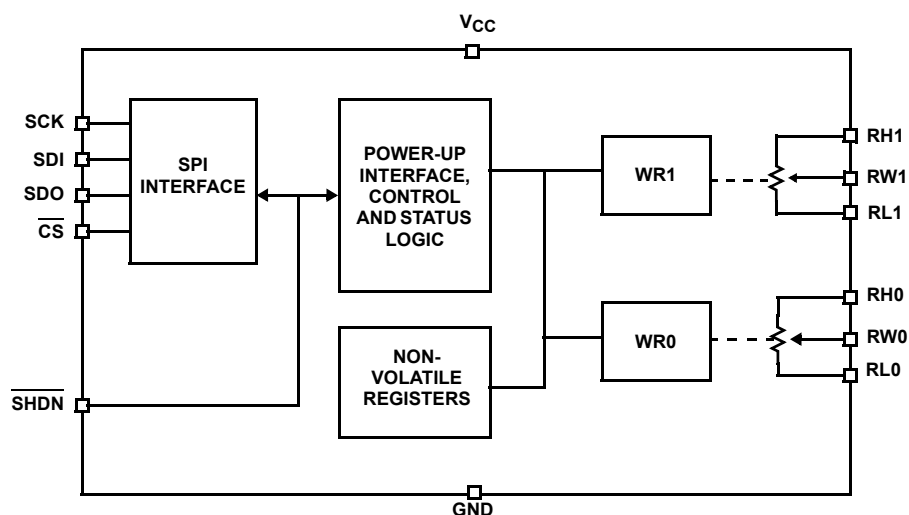 VCC
SCK
SDI
SDO
CS
SHDN
SPI
INTERFACE
POWER-UP
INTERFACE,
CONTROL
AND STATUS
LOGIC
NON-
VOLATILE
REGISTERS
WR1
WR0
RH1
RW1
RL1
RH0
RW0
RL0
GND